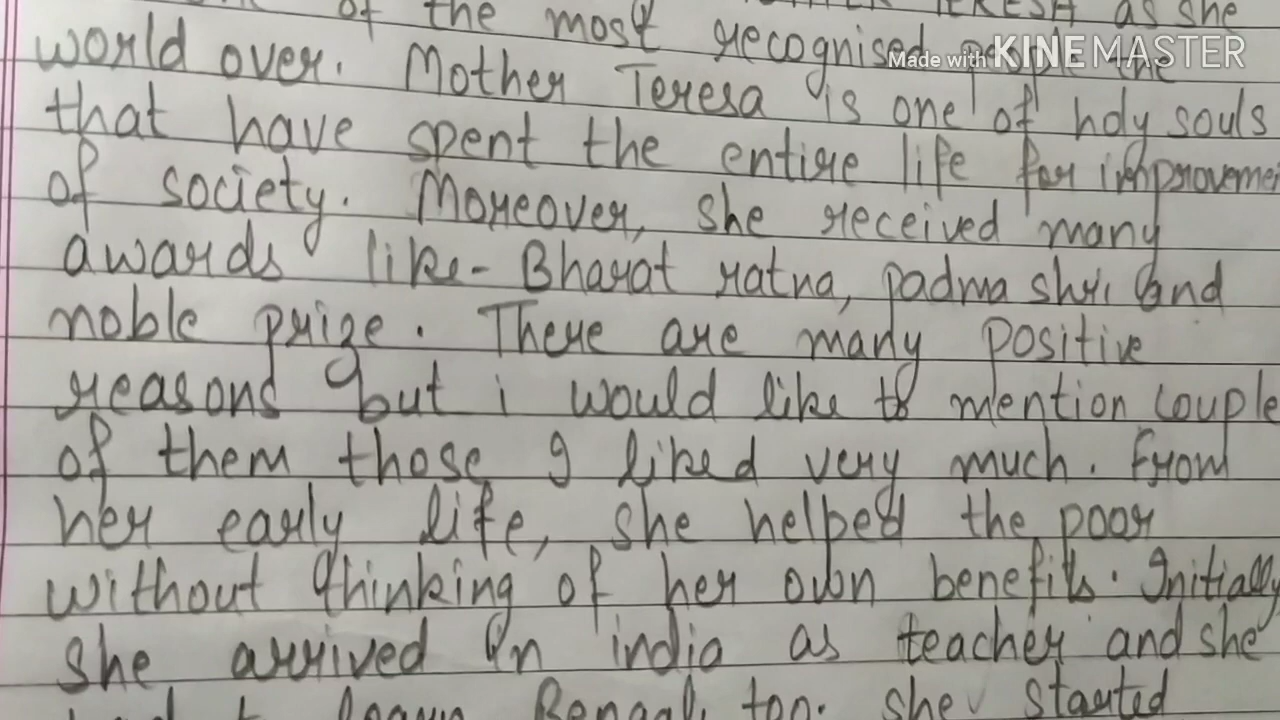 of the most recognised people the
world over. Mother Teresa is one of holy souls
that have spent the entire life for improvemen
of society. Moreover, she received many
awards like- Bharat ratna, padma shri and
noble prize. There are many positive
reasons but i would like to mention couple
of them those I liked very much. From
her early life, she helped the poor
without thinking of her own benefits. Initially
she arrived in india as teacher and she
learn Bengali too. she started
Made with KINEMASTER